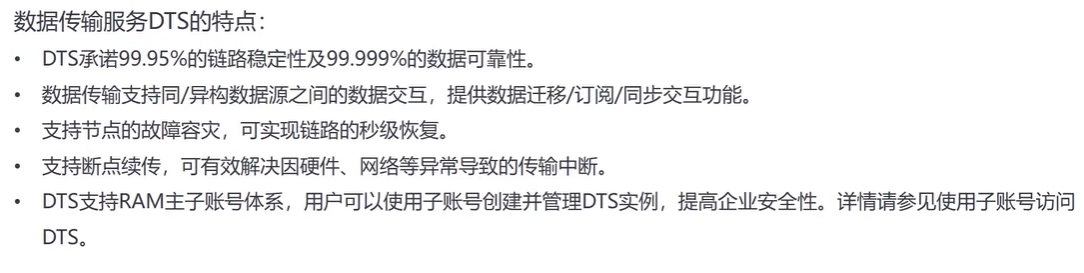 数据传输服务DTS的特点：
• DTS承诺99.95%的链路稳定性及99.999%的数据可靠性。
• 数据传输支持同/异构数据源之间的数据交互，提供数据迁移/订阅/同步交互功能。
• 支持节点的故障容灾，可实现链路的秒级恢复。
• 支持断点续传，可有效解决因硬件、网络等异常导致的传输中断。
• DTS支持RAM主子账号体系，用户可以使用子账号创建并管理DTS实例，提高企业安全性。详情请参见使用子账号访问
DTS。